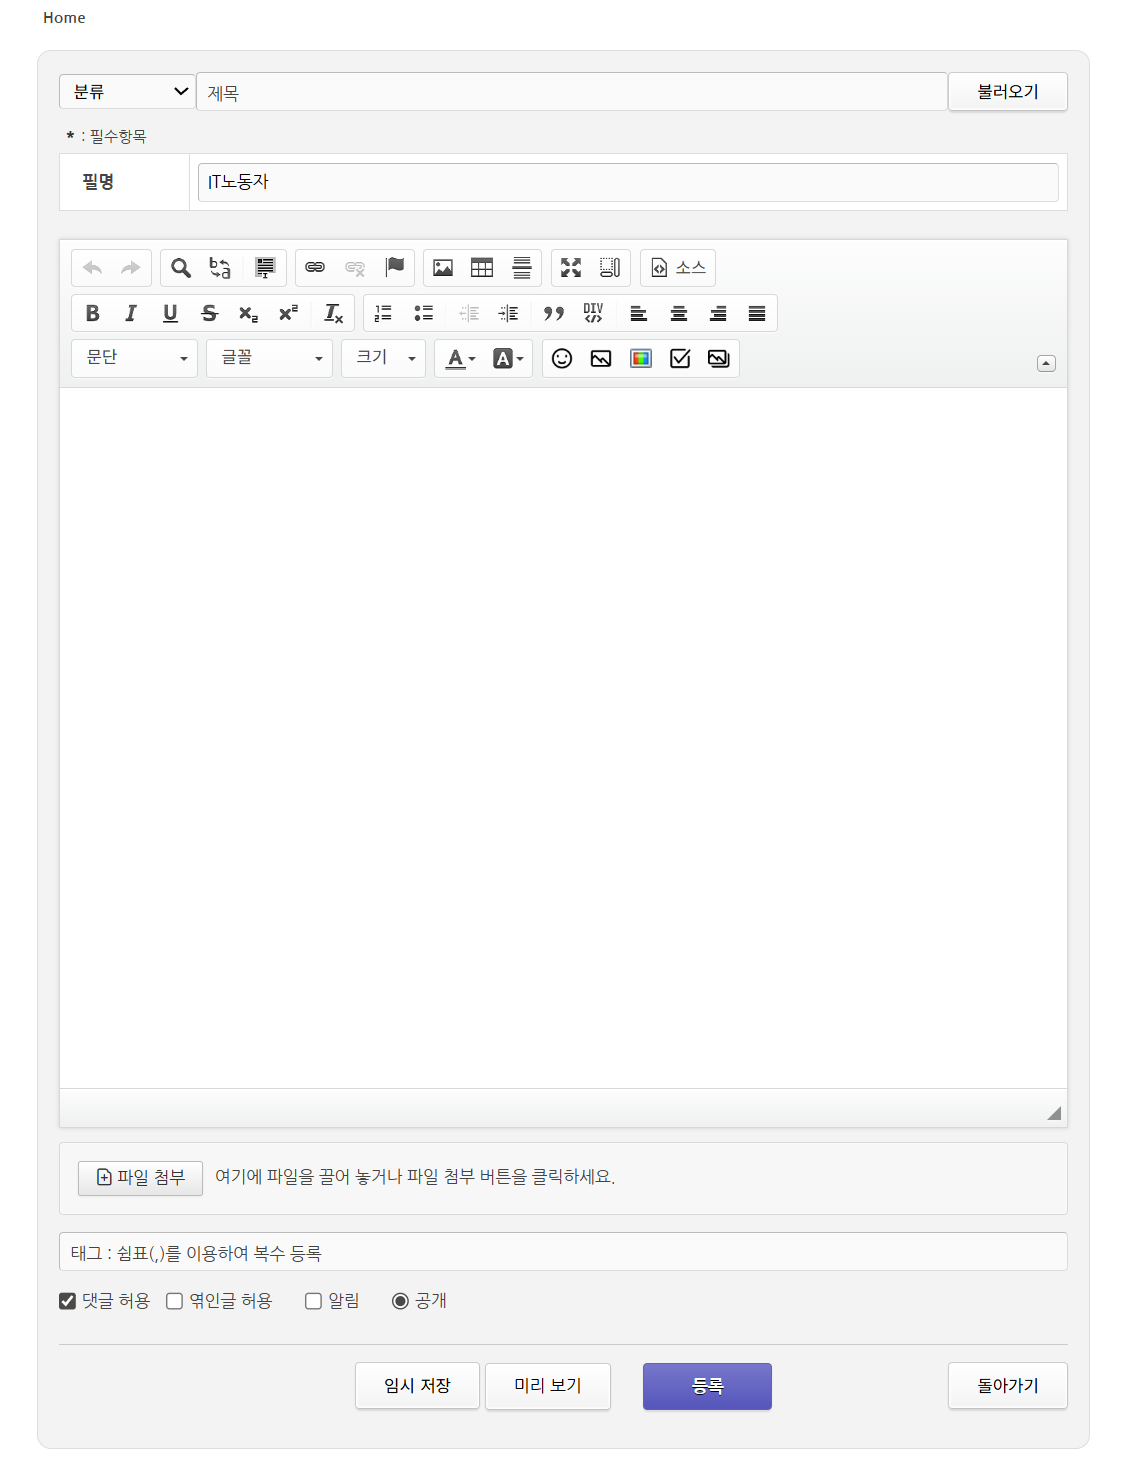 Home
분류 제목 불러오기
* : 필수항목
필명 IT노동자
소스
B I U S x₂ x² Tx DIV
문단 글꼴 크기 A A
파일 첨부 여기에 파일을 끌어 놓거나 파일 첨부 버튼을 클릭하세요.
태그 : 쉼표(,)를 이용하여 복수 등록
댓글 허용 엮인글 허용 알림 공개
임시 저장 미리 보기 등록 돌아가기